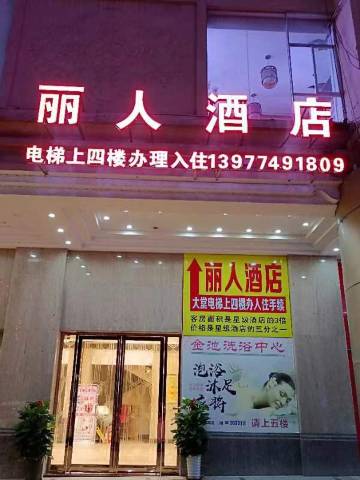 丽人酒店
电梯上四楼办理入住13977491809
丽人酒店
大堂电梯上四楼办入住手续
客房面积是星级酒店的3倍
价格是星级酒店的三分之一
金池洗浴中心
泡浴
沐足
请上五楼